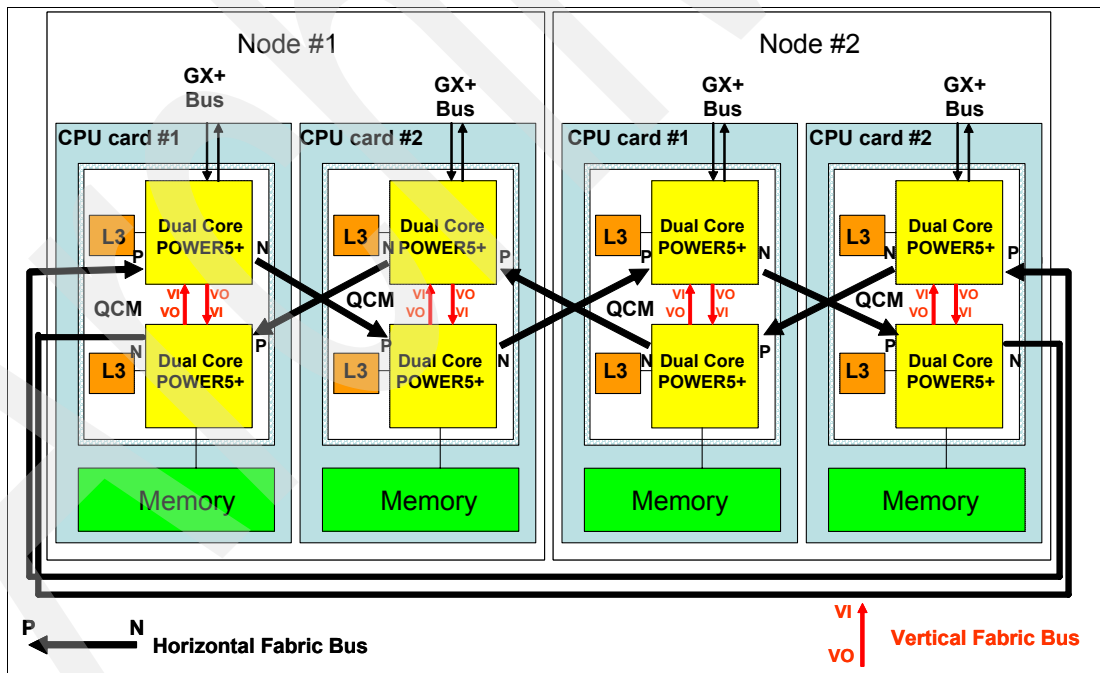 Node #1
Node #2
GX+
Bus
GX+
Bus
GX+
Bus
GX+
Bus
CPU card #1
CPU card #2
CPU card #1
CPU card #2
L3
Dual Core
POWER5+
P
N
L3
Dual Core
POWER5+
N
P
L3
Dual Core
POWER5+
P
N
L3
Dual Core
POWER5+
N
P
QCM
VI
VO
VO
VI
QCM
VI
VO
VO
VI
QCM
VI
VO
VO
VI
QCM
VI
VO
VO
VI
L3
Dual Core
POWER5+
N
P
L3
Dual Core
POWER5+
P
N
L3
Dual Core
POWER5+
N
P
L3
Dual Core
POWER5+
P
N
Memory
Memory
Memory
Memory
P
N
Horizontal Fabric Bus
VI
VO
Vertical Fabric Bus